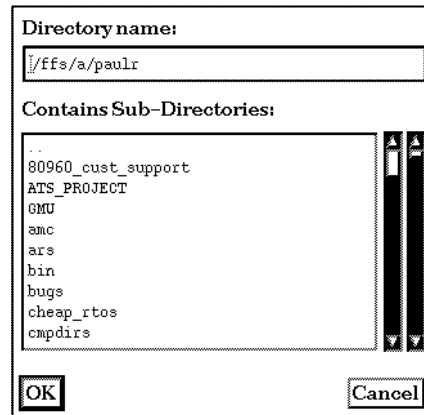 Directory name:
/ffs/a/paulr
Contains Sub-Directories:
..
80960_cust_support
ATS_PROJECT
GMU
amc
ars
bin
bugs
cheap_rtos
cmpdirs
OK
Cancel